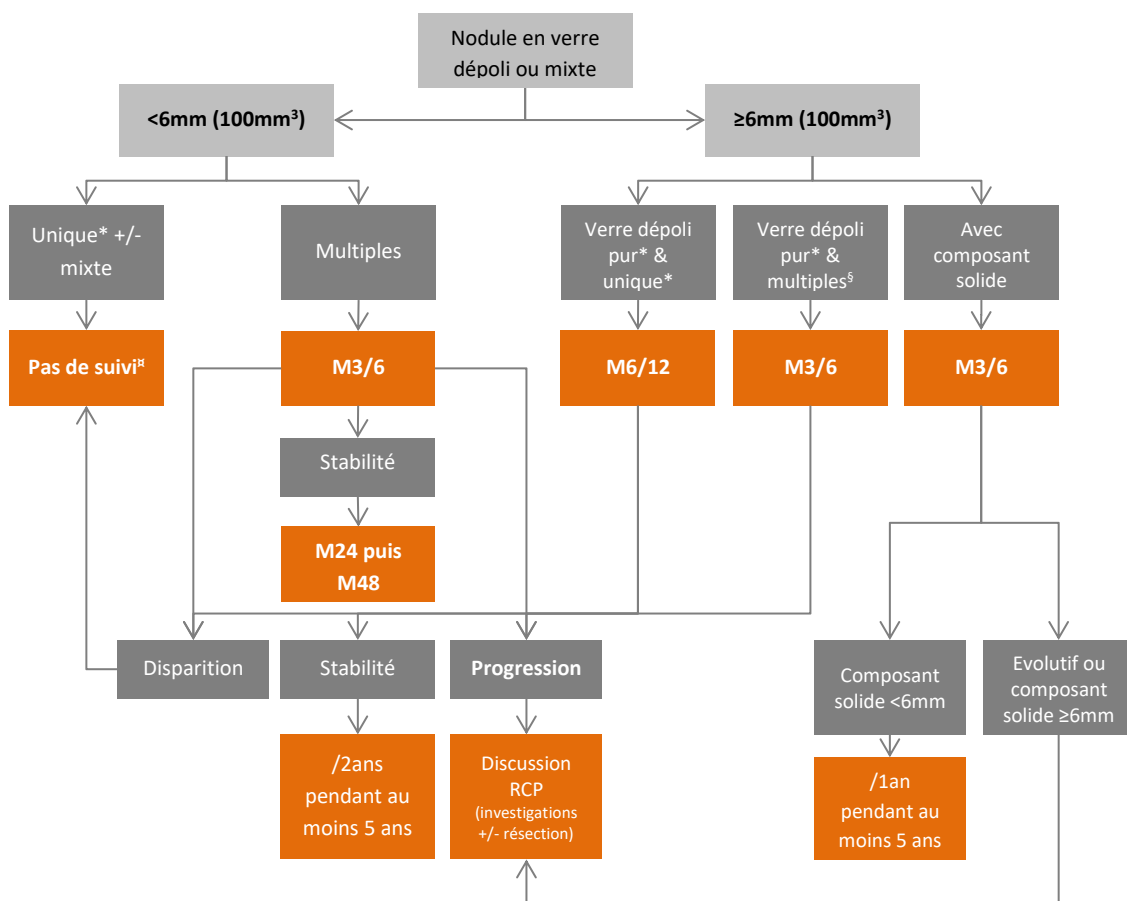 Nodule en verre
dépoli ou mixte
<6mm (100mm³)
≥6mm (100mm³)
Unique* +/-
mixte
Multiples
Verre dépoli
pur* &
unique*
Verre dépoli
pur* &
multiples§
Avec
composant
solide
Pas de suivi¤
M3/6
M6/12
M3/6
M3/6
Stabilité
M24 puis
M48
Disparition
Stabilité
Progression
Composant
solide <6mm
Evolutif ou
composant
solide ≥6mm
/2ans
pendant au
moins 5 ans
Discussion
RCP
(investigations
+/- résection)
/1an
pendant au
moins 5 ans